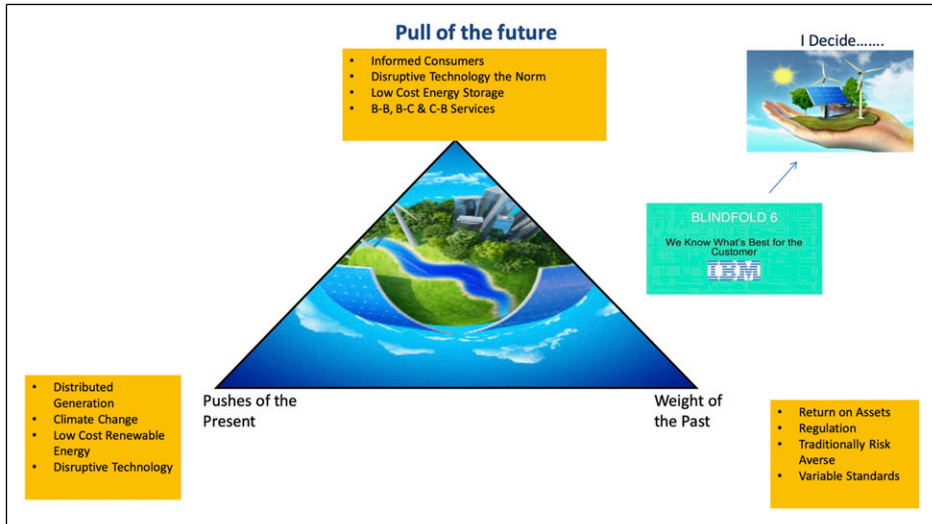 Pull of the future
• Informed Consumers
• Disruptive Technology the Norm
• Low Cost Energy Storage
• B-B, B-C & C-B Services
I Decide.......
BLINDFOLD 6
We Know What's Best for the
Customer
IBM
Pushes of the
Present
Weight of
the Past
• Distributed
Generation
• Climate Change
• Low Cost Renewable
Energy
• Disruptive Technology
• Return on Assets
• Regulation
• Traditionally Risk
Averse
• Variable Standards